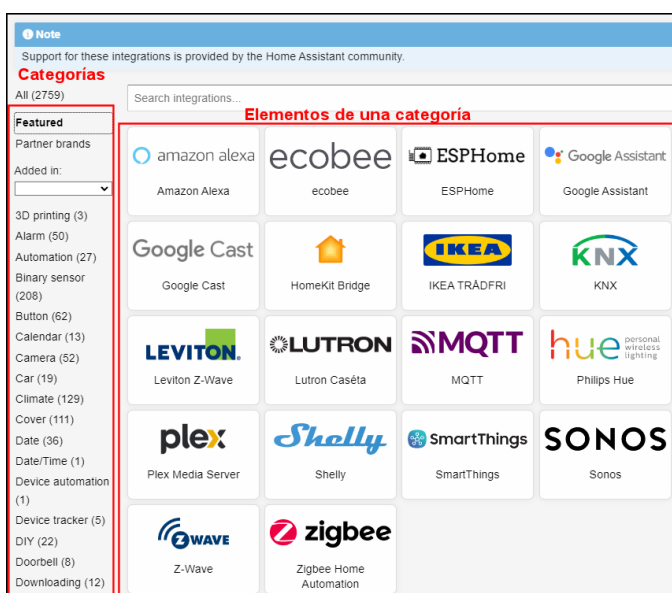 Note
Support for these integrations is provided by the Home Assistant community.
Categorías
All (2759)
Search integrations...
Elementos de una categoría
Featured
Partner brands
Added in:
3D printing (3)
Alarm (50)
Automation (27)
Binary sensor
(208)
Button (62)
Calendar (13)
Camera (52)
Car (19)
Climate (129)
Cover (111)
Date (36)
Date/Time (1)
Device automation
(1)
Device tracker (5)
DIY (22)
Doorbell (8)
Downloading (12)
amazon alexa ecobee ESPHome Google Assistant
Amazon Alexa ecobee ESPHome Google Assistant
Google Cast IKEA KNX
Google Cast HomeKit Bridge IKEA TRÅDFRI KNX
LEVITON. LUTRON MQTT hue personal wireless lighting
Leviton Z-Wave Lutron Caséta MQTT Philips Hue
plex Shelly SmartThings SONOS
Plex Media Server Shelly SmartThings Sonos
Z-WAVE zigbee
Z-Wave Zigbee Home
Automation